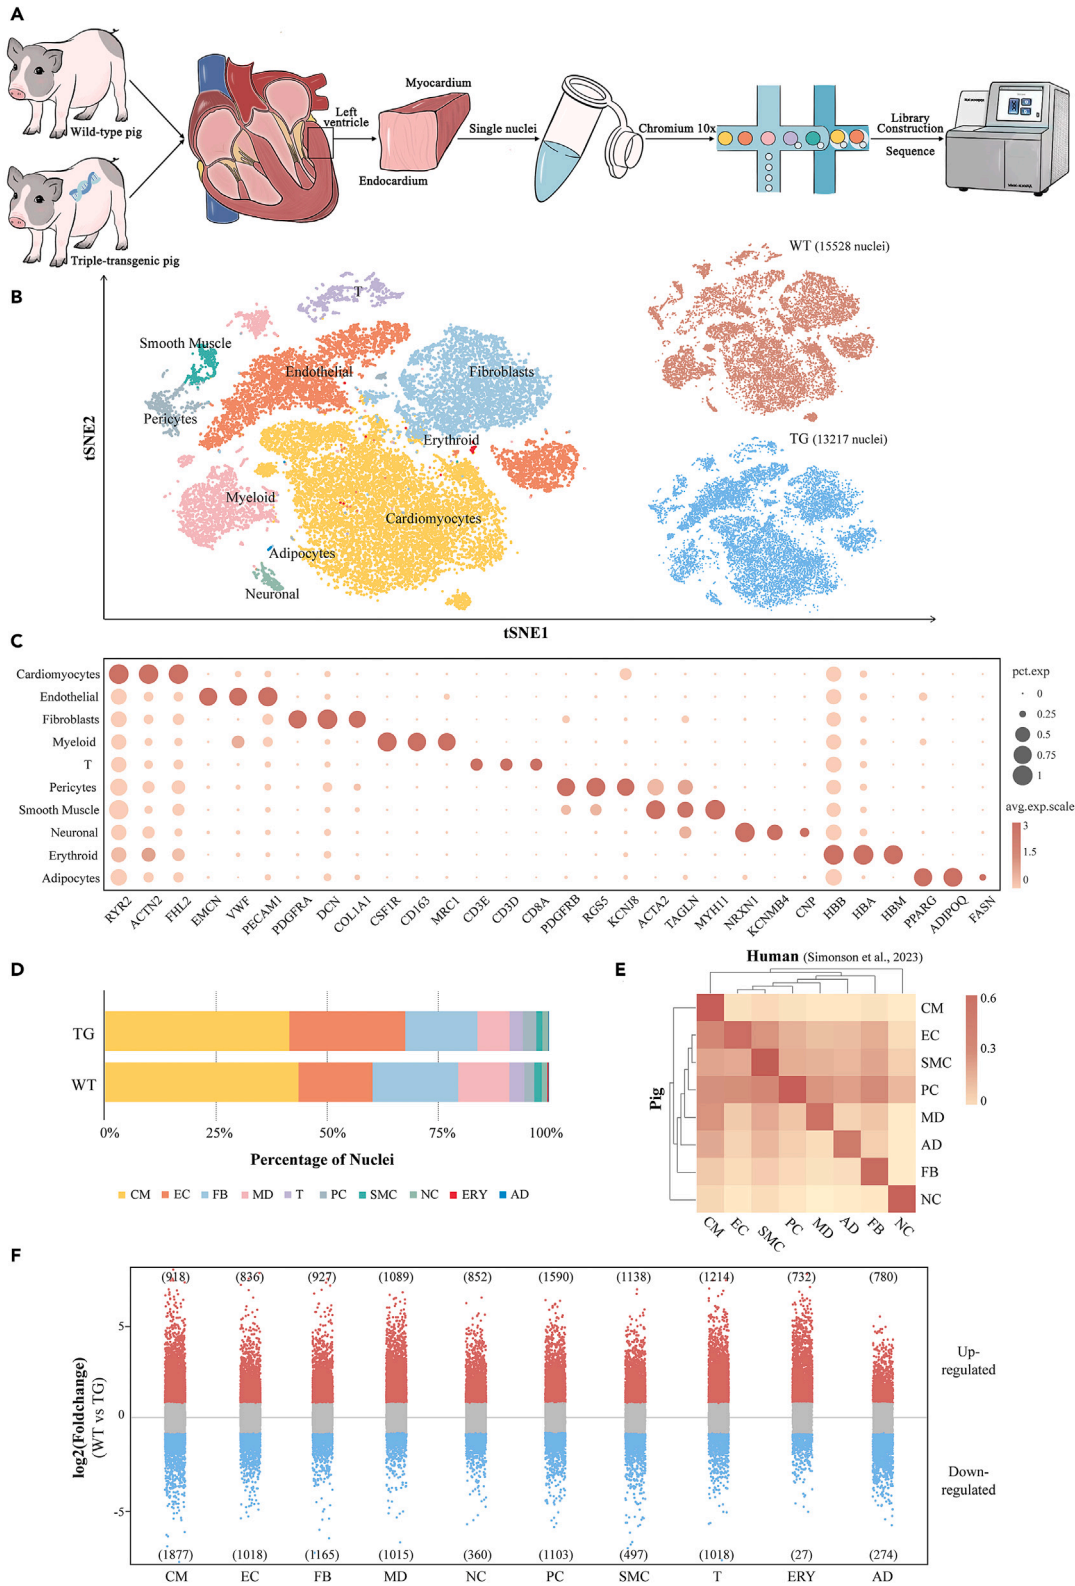 A
Wild-type pig
Triple-transgenic pig
Left
ventricle
Myocardium
Endocardium
Single nuclei
Chromium 10x
Library
Construction
Sequence
B
tSNE2
tSNE1
T
Smooth Muscle
Endothelial
Fibroblasts
Pericytes
Erythroid
Myeloid
Cardiomyocytes
Adipocytes
Neuronal
WT (15528 nuclei)
TG (13217 nuclei)
C
Cardiomyocytes
Endothelial
Fibroblasts
Myeloid
T
Pericytes
Smooth Muscle
Neuronal
Erythroid
Adipocytes
RYR2 ACTN2 FHL2 EMCN VWF PECAM1 PDGFRA DCN COL1A1 CSF1R CD163 MRC1 CD3E CD3D CD8A PDGFRB RGS5 KCNJ8 ACTA2 TAGLN MYH11 NRXN1 KCNMB4 CNP HBB HBA HBM PPARG ADIPOQ FASN
pct.exp
0
0.25
0.5
0.75
1
avg.exp.scale
3
1.5
0
D
TG
WT
0% 25% 50% 75% 100%
Percentage of Nuclei
CM EC FB MD T PC SMC NC ERY AD
E
Human (Simonson et al., 2023)
Pig
CM
EC
SMC
PC
MD
AD
FB
NC
CM EC SMC PC MD AD FB NC
0.6
0.3
0
F
log2(Foldchange)
(WT vs TG)
5
0
-5
(918) (836) (927) (1089) (852) (1590) (1138) (1214) (732) (780)
Up-
regulated
Down-
regulated
(1877) (1018) (1165) (1015) (360) (1103) (497) (1018) (27) (274)
CM EC FB MD NC PC SMC T ERY AD